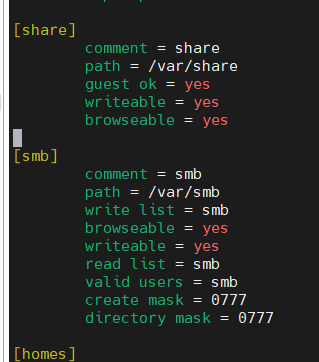 [share]
comment = share
path = /var/share
guest ok = yes
writeable = yes
browseable = yes
[smb]
comment = smb
path = /var/smb
write list = smb
browseable = yes
writeable = yes
read list = smb
valid users = smb
create mask = 0777
directory mask = 0777
[homes]